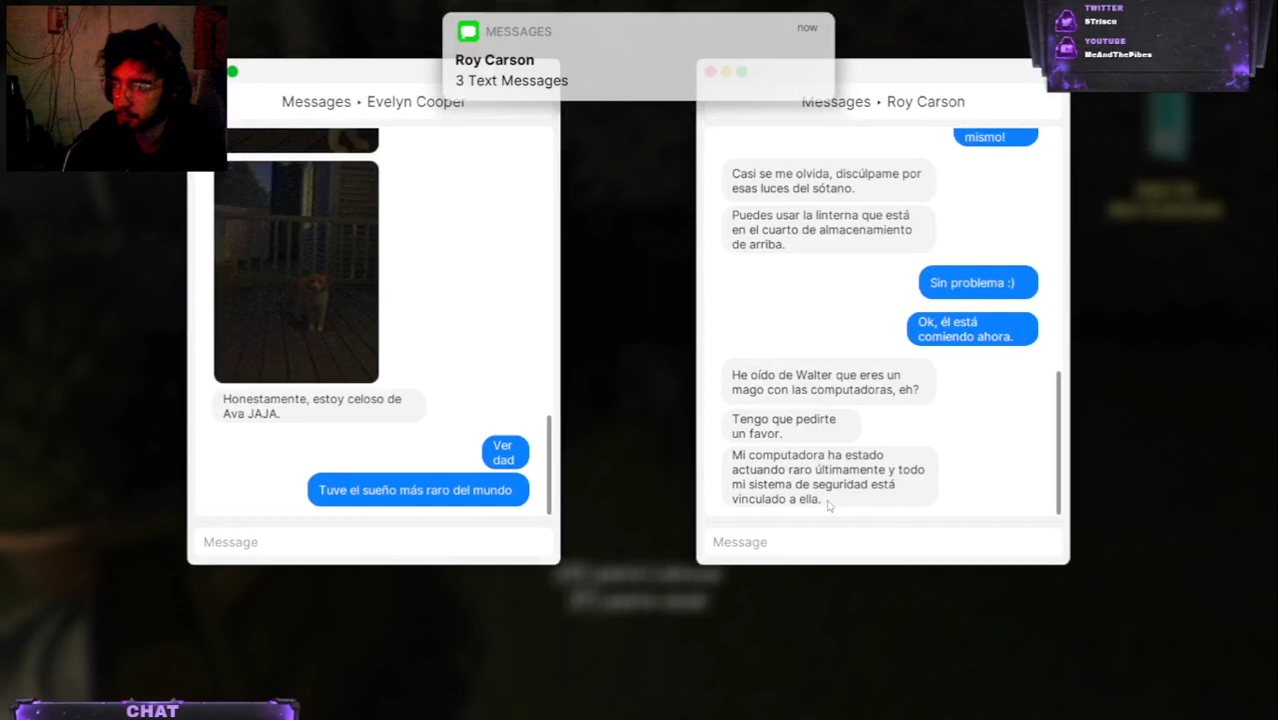 MESSAGES
now
Roy Carson
3 Text Messages
TWITTER
STriscu
YOUTUBE
MeAndThePibes
Messages ▸ Evelyn Cooper
Honestamente, estoy celoso de
Ava JAJA.
Ver
dad
Tuve el sueño más raro del mundo
Message
Messages ▸ Roy Carson
mismo!
Casi se me olvida, discúlpame por
esas luces del sótano.
Puedes usar la linterna que está
en el cuarto de almacenamiento
de arriba.
Sin problema :)
Ok, él está
comiendo ahora.
He oído de Walter que eres un
mago con las computadoras, eh?
Tengo que pedirte
un favor.
Mi computadora ha estado
actuando raro últimamente y todo
mi sistema de seguridad está
vinculado a ella.
Message
CHAT